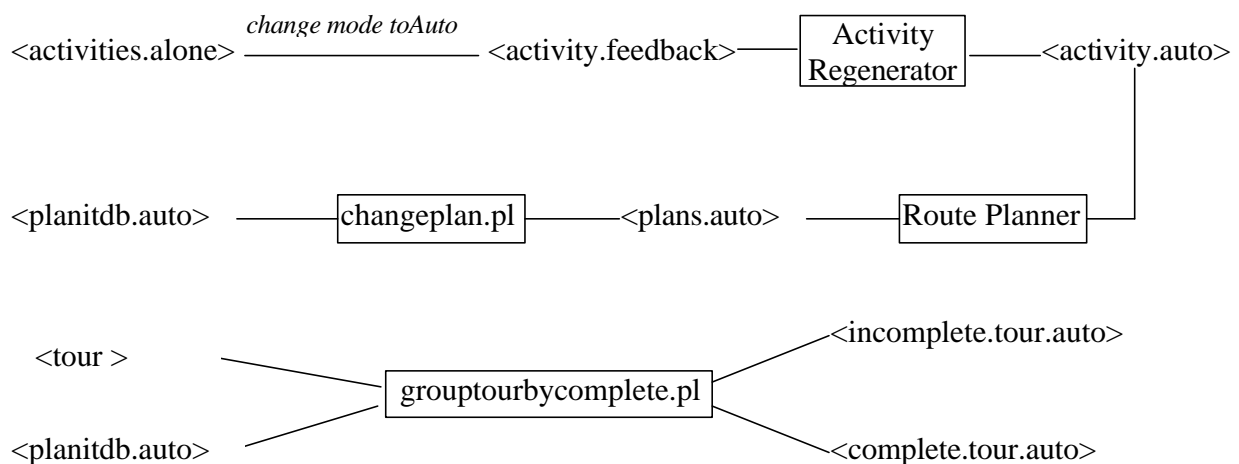 change mode toAuto
<activities.alone> <activity.feedback> Activity Regenerator <activity.auto>
<planitdb.auto> changeplan.pl <plans.auto> Route Planner
<incomplete.tour.auto>
<tour >
grouptourbycomplete.pl
<planitdb.auto> <complete.tour.auto>